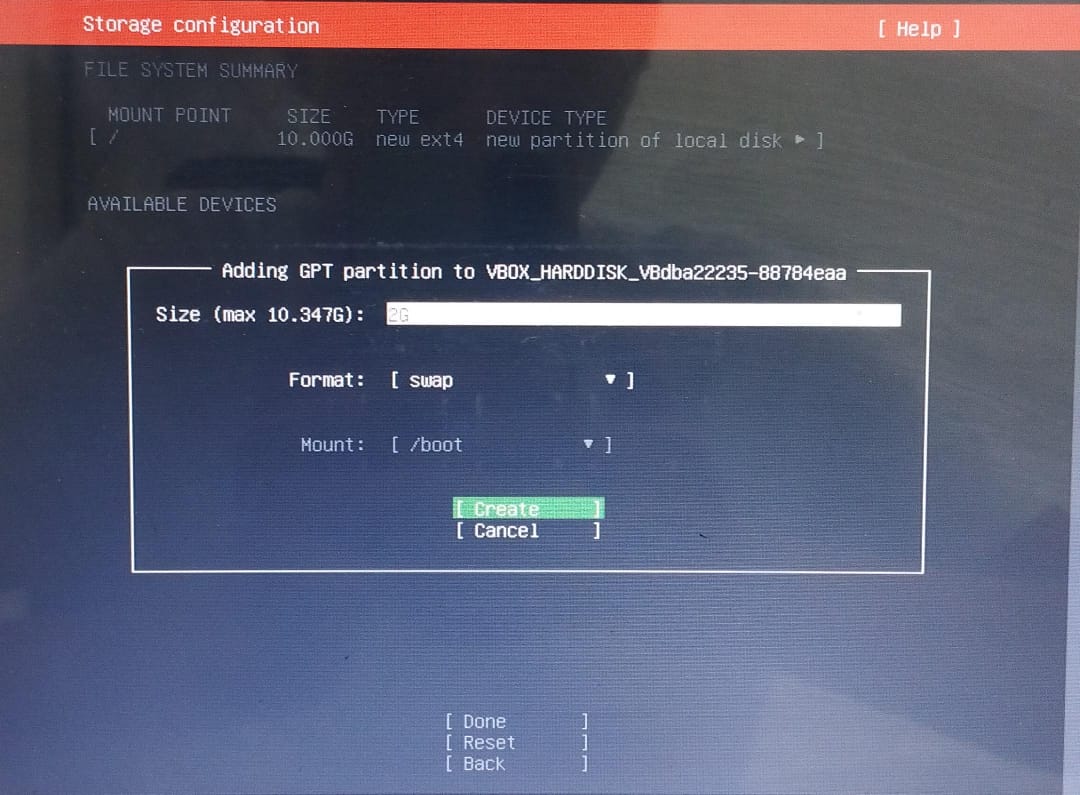 Storage configuration [ Help ]
FILE SYSTEM SUMMARY
MOUNT POINT SIZE TYPE DEVICE TYPE
[ / 10.000G new ext4 new partition of local disk ▸ ]
AVAILABLE DEVICES
Adding GPT partition to VBOX_HARDDISK_VBdba22235-88784eaa
Size (max 10.347G): 2G
Format: [ swap ▾ ]
Mount: [ /boot ▾ ]
[ Create ]
[ Cancel ]
[ Done ]
[ Reset ]
[ Back ]